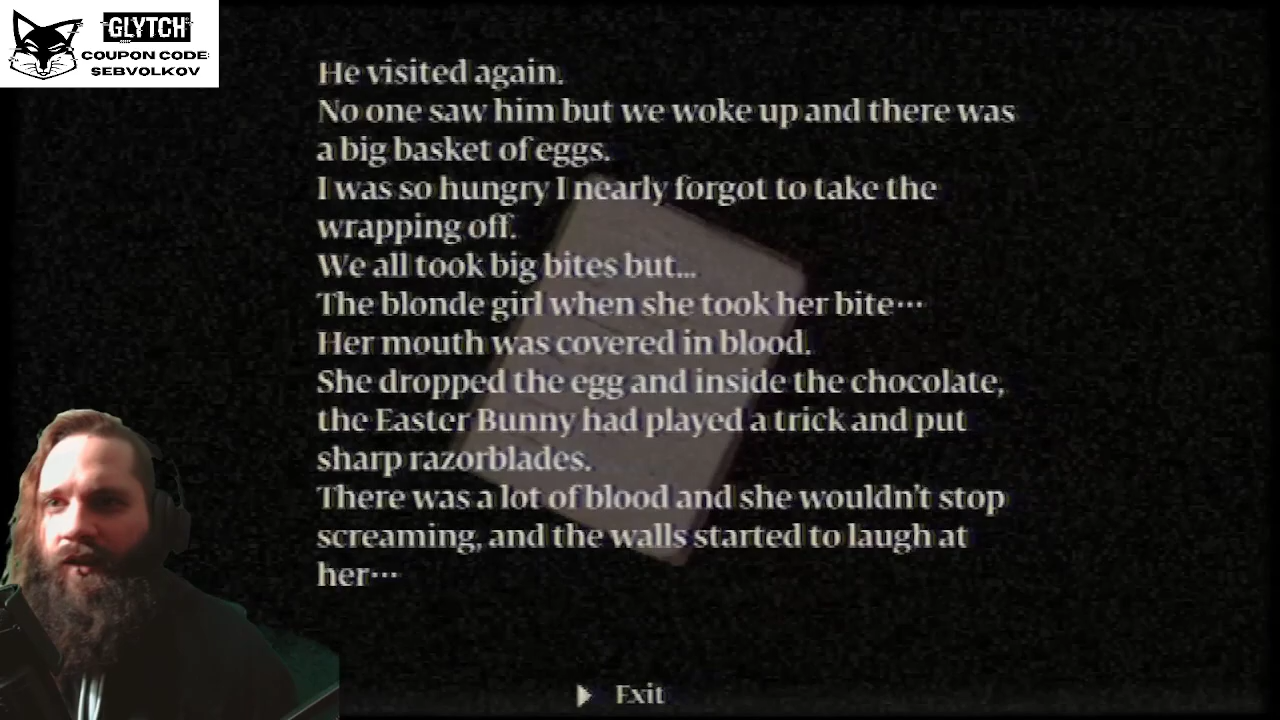 GLYTCH
COUPON CODE:
SEBVOLKOV
He visited again.
No one saw him but we woke up and there was
a big basket of eggs.
I was so hungry I nearly forgot to take the
wrapping off.
We all took big bites but...
The blonde girl when she took her bite···
Her mouth was covered in blood.
She dropped the egg and inside the chocolate,
the Easter Bunny had played a trick and put
sharp razorblades.
There was a lot of blood and she wouldn't stop
screaming, and the walls started to laugh at
her···
Exit